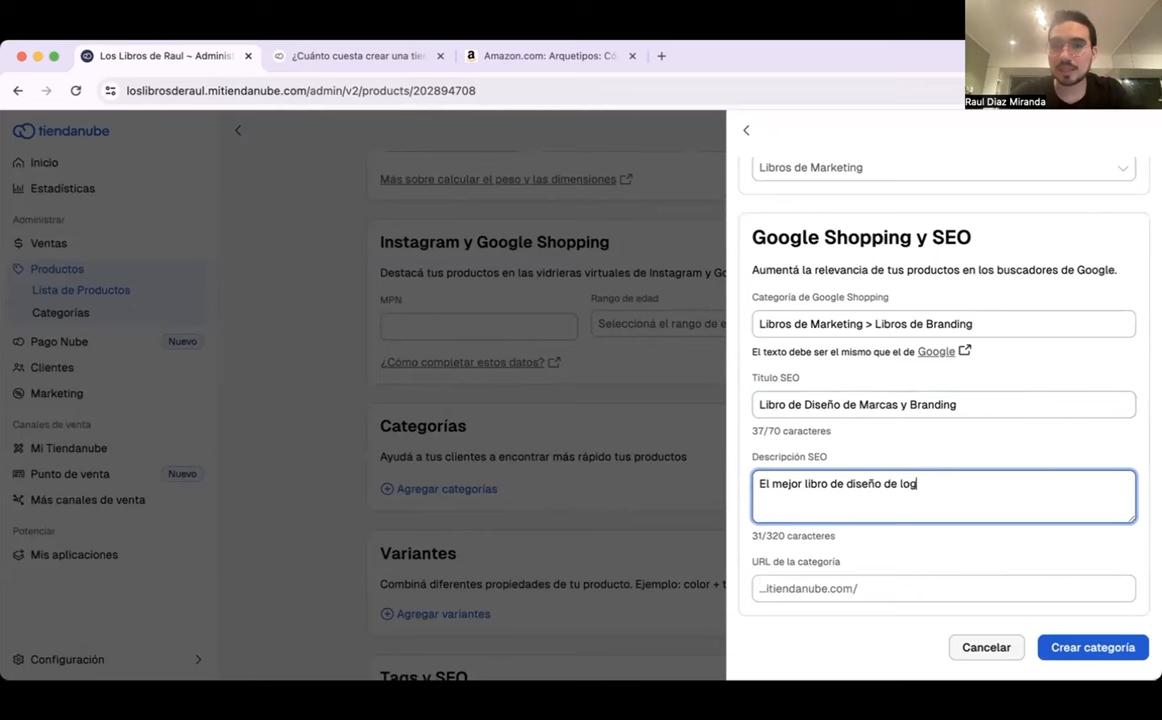 Los Libros de Raul ~ Administ
¿Cuánto cuesta crear una tie
a
Amazon.com: Arquetipos: Có
loslibrosderaul.mitiendanube.com/admin/v2/products/202894708
Raul Diaz Miranda
tiendanube
Inicio
Estadísticas
Administrar
Ventas
Productos
Lista de Productos
Categorías
Pago Nube
Nuevo
Clientes
Marketing
Canales de venta
Mi Tiendanube
Punto de venta
Nuevo
Más canales de venta
Potenciar
Mis aplicaciones
Configuración
Más sobre calcular el peso y las dimensiones
Instagram y Google Shopping
Destacá tus productos en las vidrieras virtuales de Instagram y Go
MPN
Rango de edad
Seleccioná el rango de e
¿Cómo completar estos datos?
Categorías
Ayudá a tus clientes a encontrar más rápido tus productos
Agregar categorías
Variantes
Combiná diferentes propiedades de tu producto. Ejemplo: color + t
Agregar variantes
Tags y SEO
Libros de Marketing
Google Shopping y SEO
Aumentá la relevancia de tus productos en los buscadores de Google.
Categoría de Google Shopping
Libros de Marketing > Libros de Branding
El texto debe ser el mismo que el de Google
Título SEO
Libro de Diseño de Marcas y Branding
37/70 caracteres
Descripción SEO
El mejor libro de diseño de log
31/320 caracteres
URL de la categoría
...itiendanube.com/
Cancelar
Crear categoría